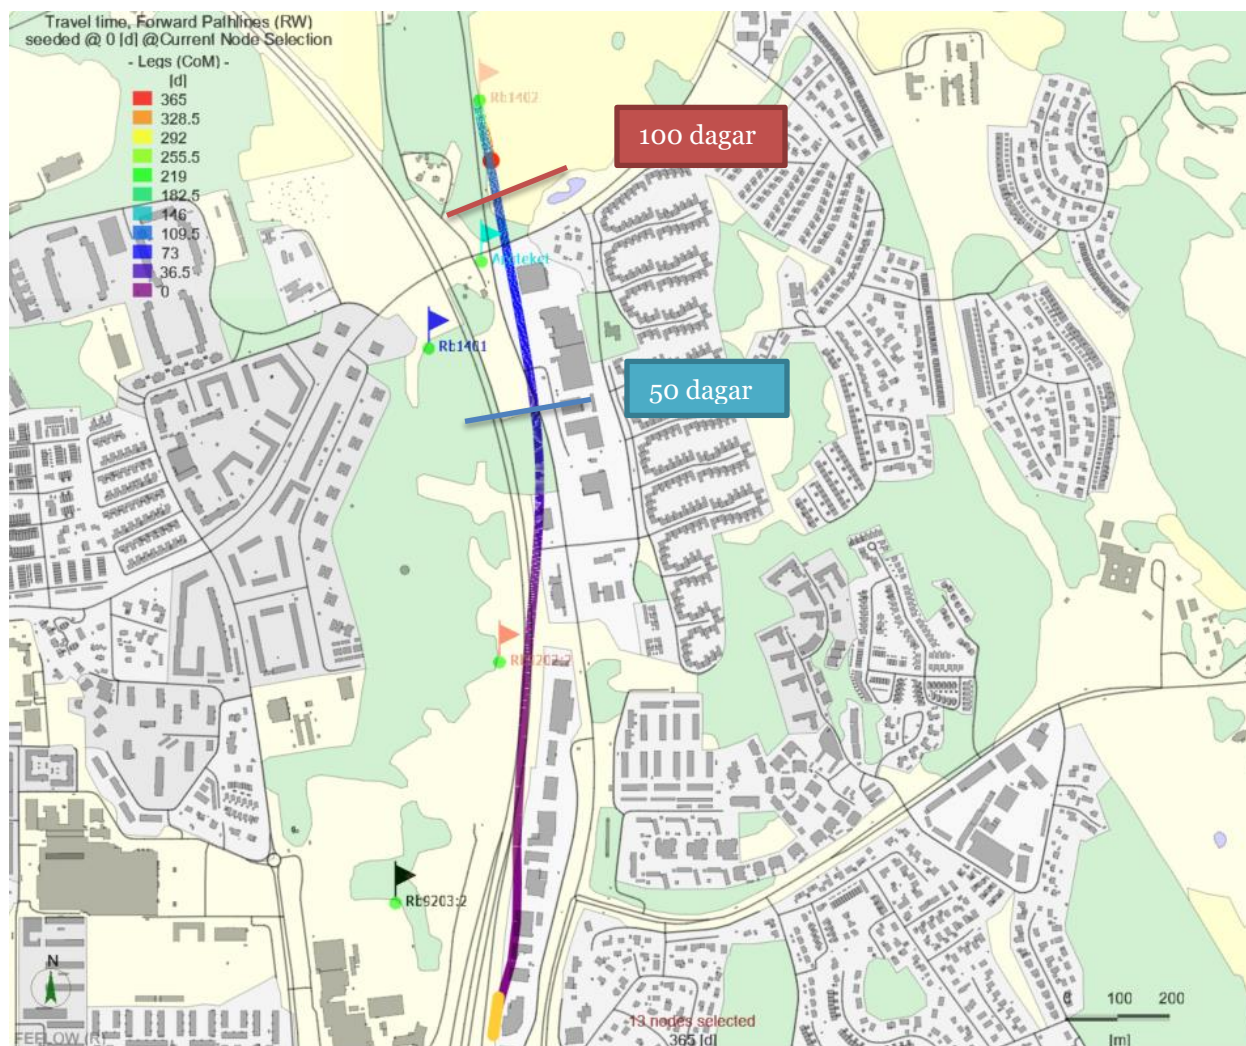 Travel time, Forward Pathlines (RW)
seeded @ 0 [d] @Current Node Selection
- Legs (CoM) -
[d]
365
328.5
292
255.5
219
182.5
146
109.5
73
36.5
0
Rb1402
100 dagar
Apoteket
Rb1401
50 dagar
Rb9203:2
N
FEFLOW (R)
13 nodes selected
365 [d]
0 100 200
[m]